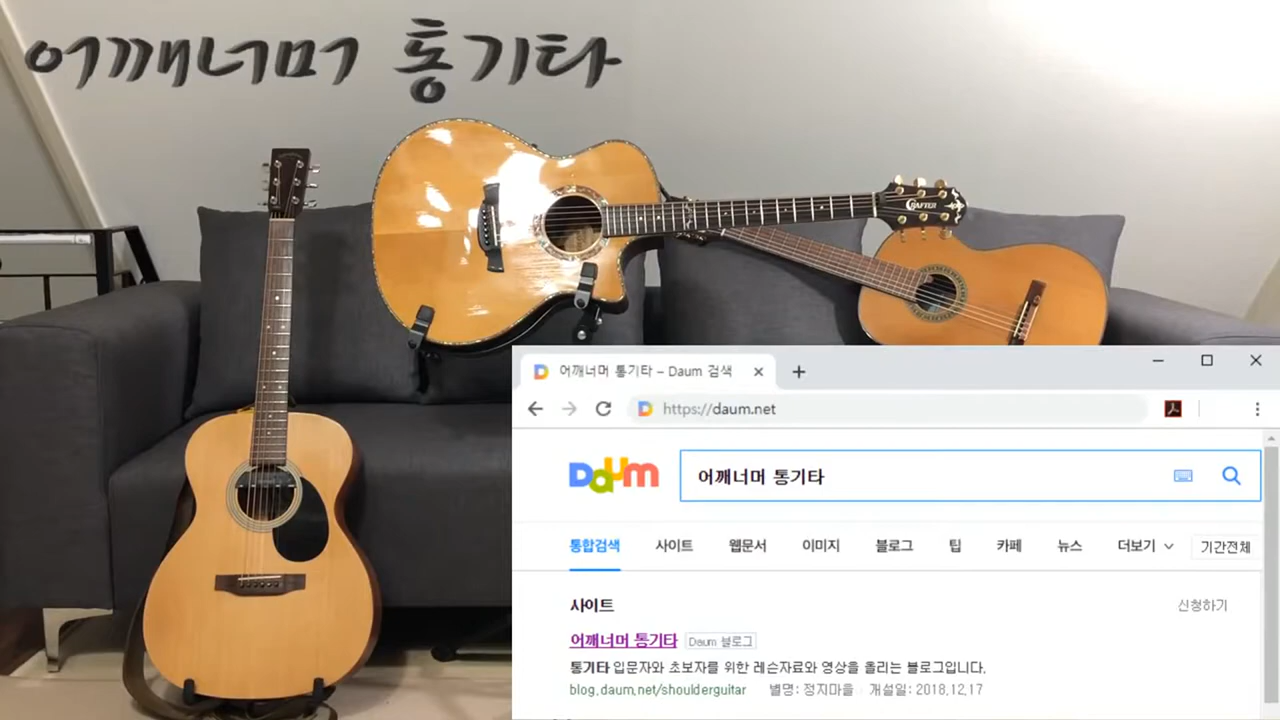 어깨너머 통기타
CRAFTER
어깨너머 통기타 – Daum 검색
https://daum.net
Daum
어깨너머 통기타
통합검색 사이트 웹문서 이미지 블로그 팁 카페 뉴스 더보기 기간전체
사이트 신청하기
어깨너머 통기타 Daum 블로그
통기타 입문자와 초보자를 위한 레슨자료와 영상을 올리는 블로그입니다.
blog.daum.net/shoulderguitar 별명: 정지마을 개설일: 2018.12.17